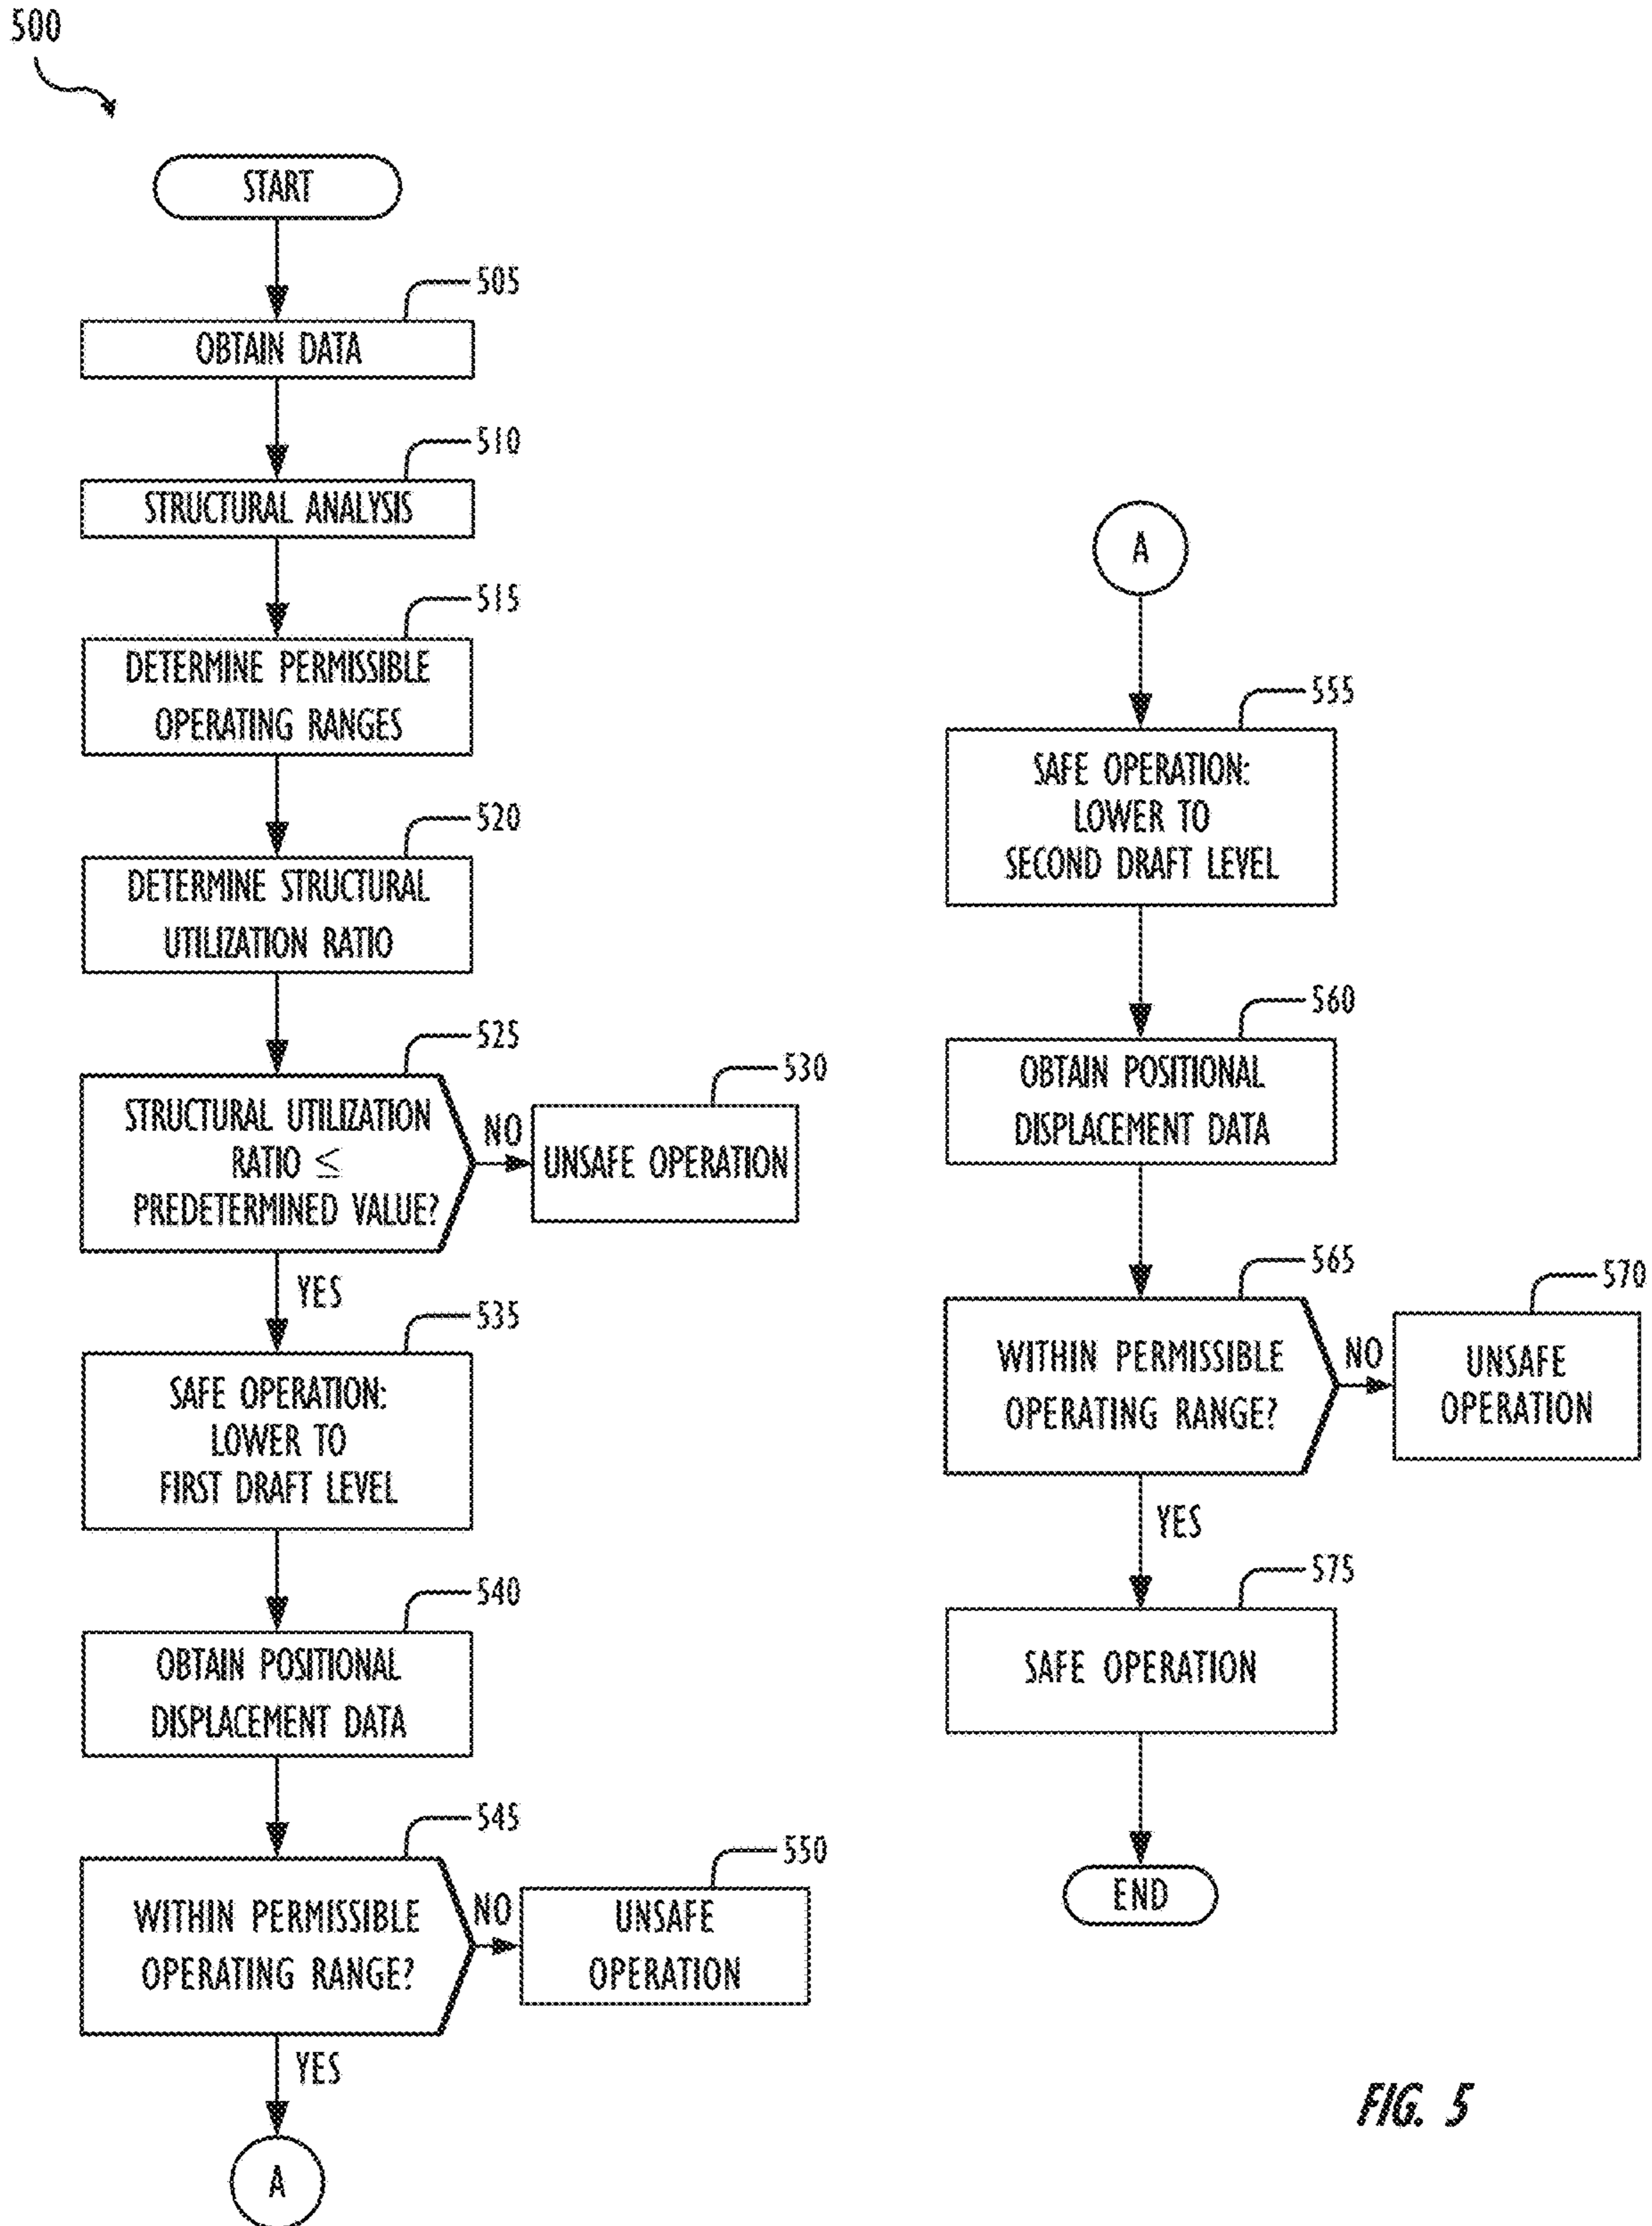 500
START
505
OBTAIN DATA
510
STRUCTURAL ANALYSIS
515
DETERMINE PERMISSIBLE
OPERATING RANGES
520
DETERMINE STRUCTURAL
UTILIZATION RATIO
525
STRUCTURAL UTILIZATION
RATIO ≤
PREDETERMINED VALUE?
NO
530
UNSAFE OPERATION
YES
535
SAFE OPERATION:
LOWER TO
FIRST DRAFT LEVEL
540
OBTAIN POSITIONAL
DISPLACEMENT DATA
545
WITHIN PERMISSIBLE
OPERATING RANGE?
NO
550
UNSAFE
OPERATION
YES
A
A
555
SAFE OPERATION:
LOWER TO
SECOND DRAFT LEVEL
560
OBTAIN POSITIONAL
DISPLACEMENT DATA
565
WITHIN PERMISSIBLE
OPERATING RANGE?
NO
570
UNSAFE
OPERATION
YES
575
SAFE OPERATION
END
FIG. 5